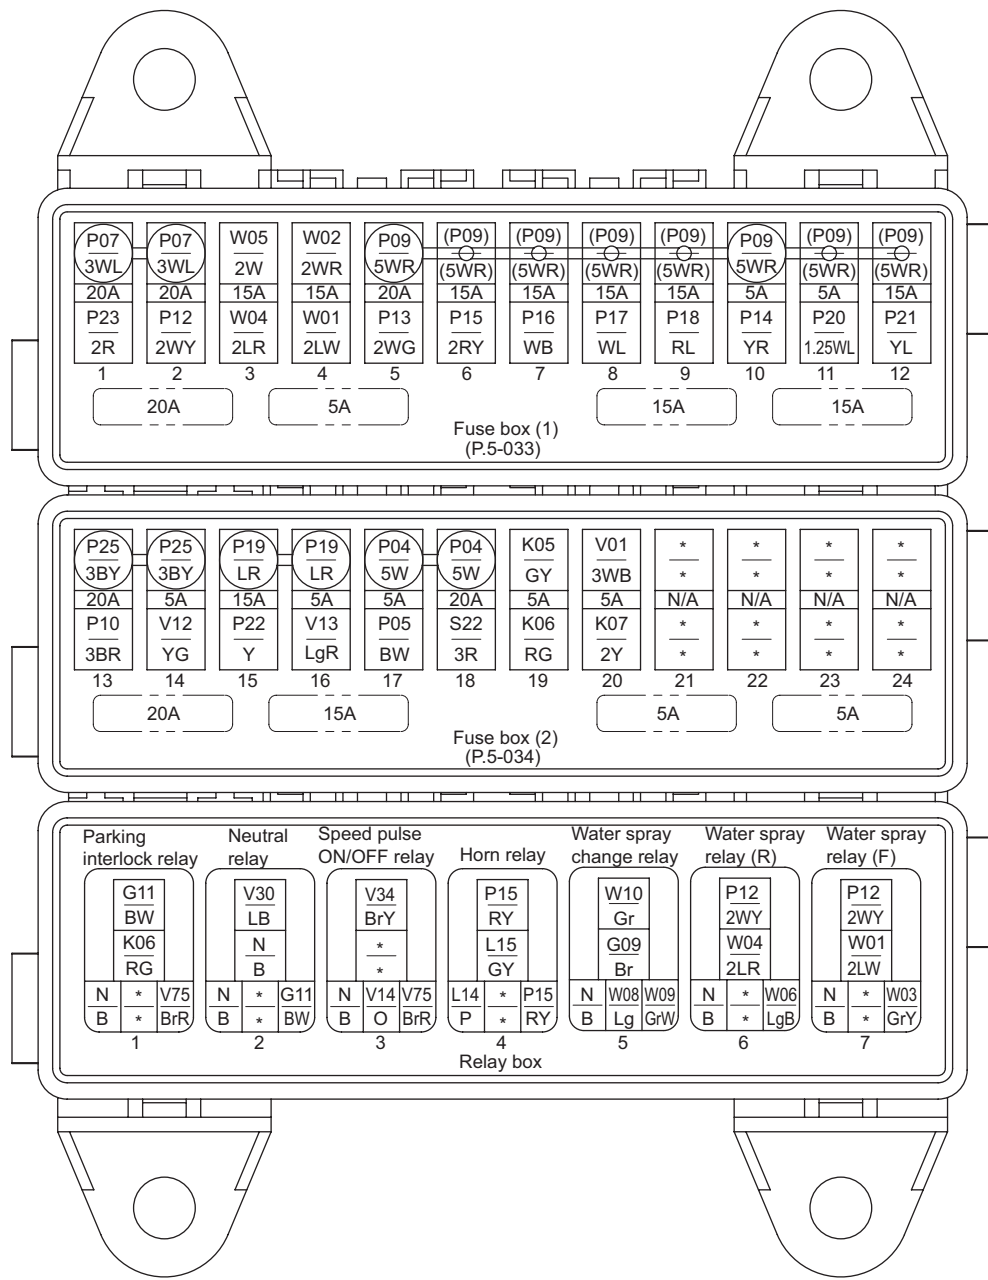 P07 P07 W05 W02 P09 (P09) (P09) (P09) (P09) P09 (P09) (P09)
3WL 3WL 2W 2WR 5WR (5WR) (5WR) (5WR) (5WR) 5WR (5WR) (5WR)
20A 20A 15A 15A 20A 15A 15A 15A 15A 5A 5A 15A
P23 P12 W04 W01 P13 P15 P16 P17 P18 P14 P20 P21
2R 2WY 2LR 2LW 2WG 2RY WB WL RL YR 1.25WL YL
1 2 3 4 5 6 7 8 9 10 11 12
20A 5A 15A 15A
Fuse box (1)
(P.5-033)
P25 P25 P19 P19 P04 P04 K05 V01 * * * *
3BY 3BY LR LR 5W 5W GY 3WB * * * *
20A 5A 15A 5A 5A 20A 5A 5A N/A N/A N/A N/A
P10 V12 P22 V13 P05 S22 K06 K07 * * * *
3BR YG Y LgR BW 3R RG 2Y * * * *
13 14 15 16 17 18 19 20 21 22 23 24
20A 15A 5A 5A
Fuse box (2)
(P.5-034)
Parking
interlock relay
G11
BW
K06
RG
N * V75
B * BrR
1
Neutral
relay
V30
LB
N
B
N * G11
B * BW
2
Speed pulse
ON/OFF relay
V34
BrY
*
*
N V14 V75
B O BrR
3
Horn relay
P15
RY
L15
GY
L14 * P15
P * RY
4
Water spray
change relay
W10
Gr
G09
Br
N W08 W09
B Lg GrW
5
Water spray
relay (R)
P12
2WY
W04
2LR
N * W06
B * LgB
6
Water spray
relay (F)
P12
2WY
W01
2LW
N * W03
B * GrY
7
Relay box